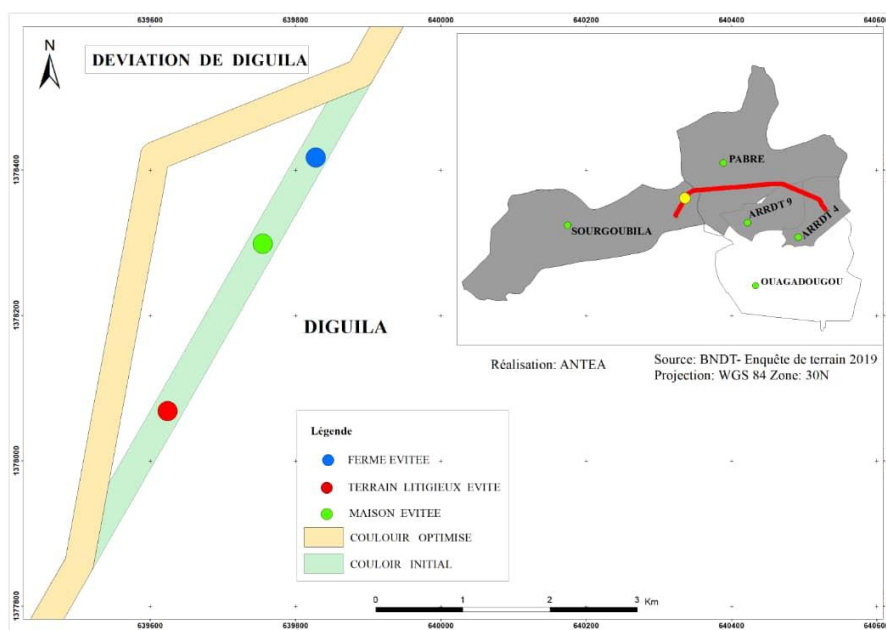 639600
639800
640000
640200
640400
640600
N
DEVIATION DE DIGUILA
PABRE
ARRDT 9
ARRDT 4
SOURGOUBILA
OUAGADOUGOU
1378400
1378200
1378000
1377800
DIGUILA
Réalisation: ANTEA
Source: BNDT- Enquête de terrain 2019
Projection: WGS 84 Zone: 30N
Légende
FERME EVITEE
TERRAIN LITIGIEUX EVITE
MAISON EVITEE
COULOUIR OPTIMISE
COULOIR INITIAL
0 1 2 3 Km
639600
639800
640000
640200
640400
640600